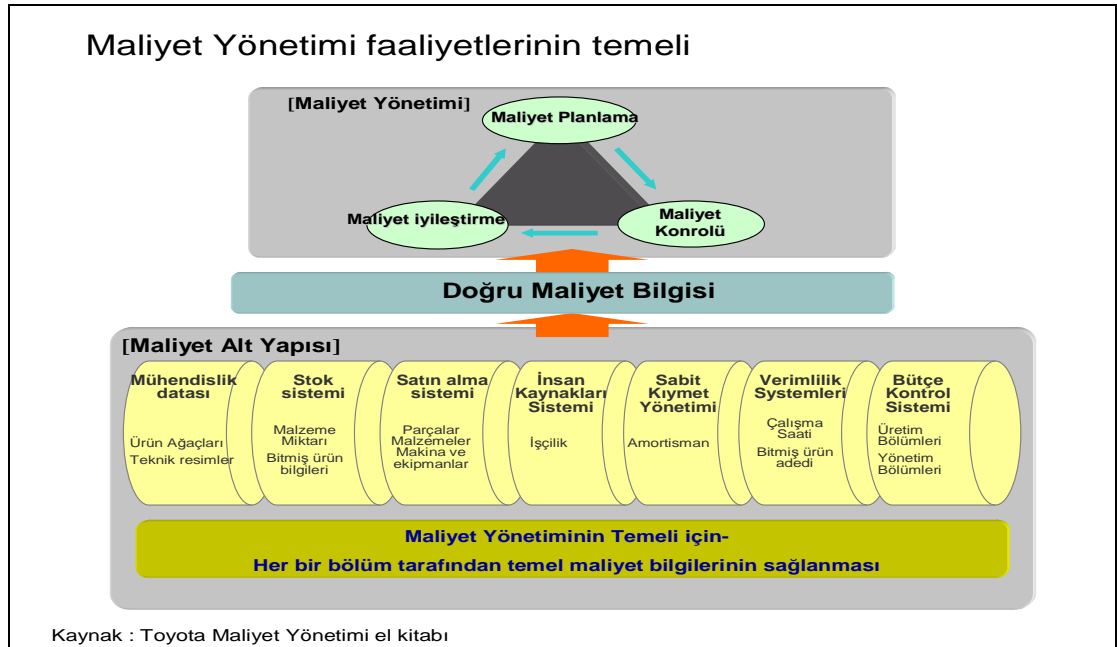 Maliyet Yönetimi faaliyetlerinin temeli
[Maliyet Yönetimi]
Maliyet Planlama
Maliyet iyileştirme
Maliyet
Konrolü
Doğru Maliyet Bilgisi
[Maliyet Alt Yapısı]
Mühendislik
datası
Ürün Ağaçları
Teknik resimler
Stok
sistemi
Malzeme
Miktarı
Bitmiş ürün
bilgileri
Satın alma
sistemi
Parçalar
Malzemeler
Makina ve
ekipmanlar
İnsan
Kaynakları
Sistemi
İşçilik
Sabit
Kıymet
Yönetimi
Amortisman
Verimlilik
Systemleri
Çalışma
Saati
Bitmiş ürün
adedi
Bütçe
Kontrol
Sistemi
Üretim
Bölümleri
Yönetim
Bölümleri
Maliyet Yönetiminin Temeli için-
Her bir bölüm tarafından temel maliyet bilgilerinin sağlanması
Kaynak : Toyota Maliyet Yönetimi el kitabı